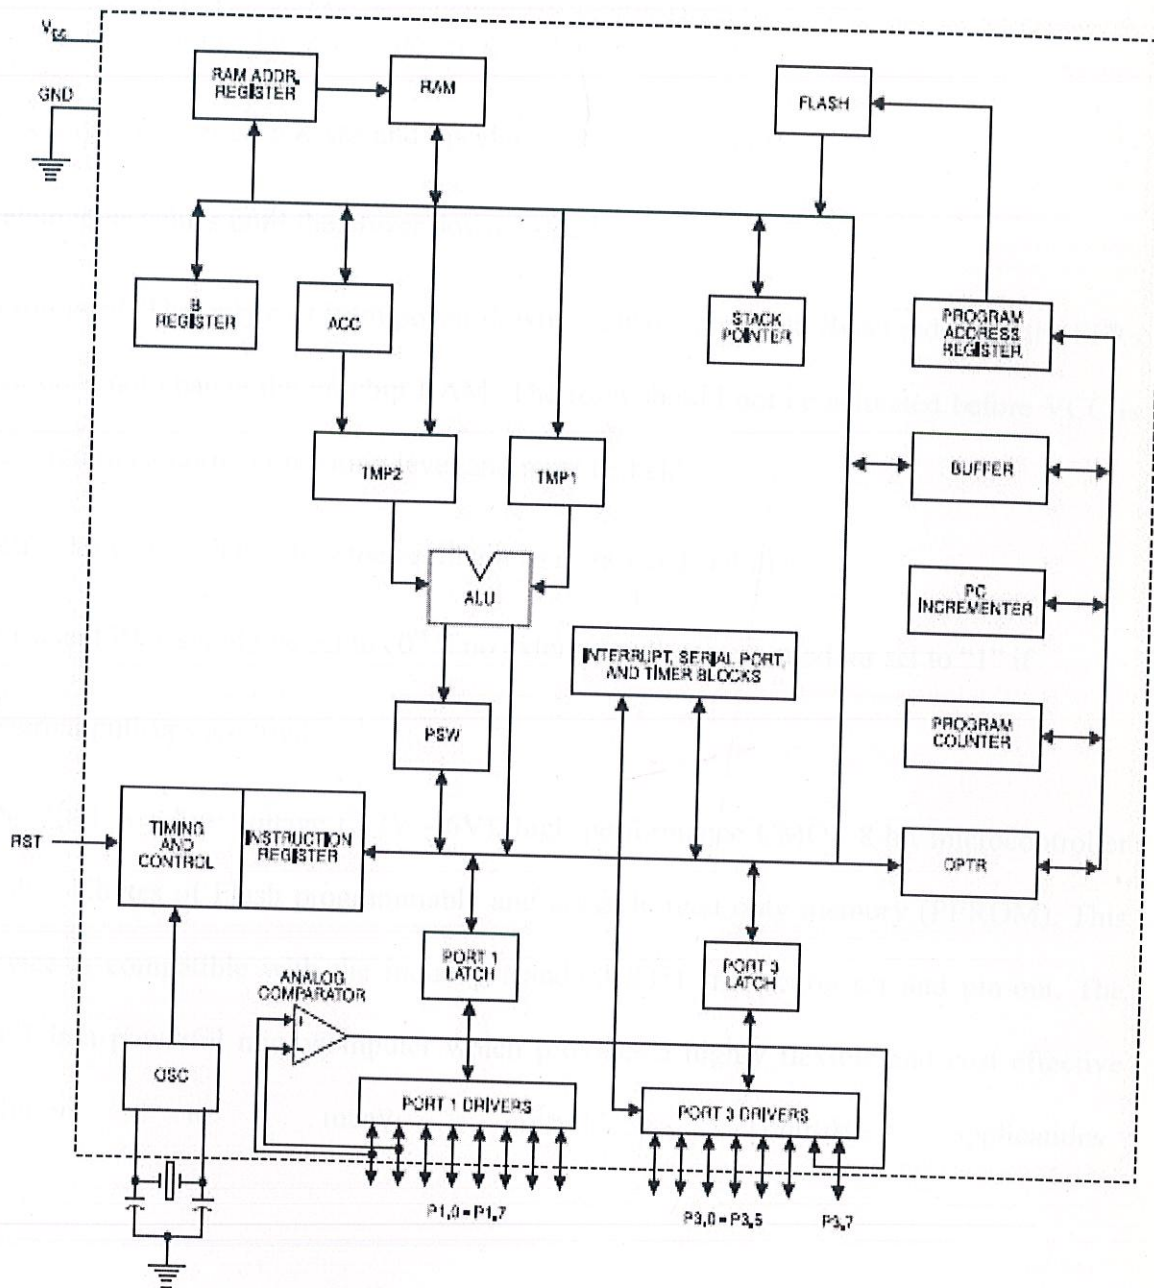 VCC
GND
RAM ADDR.
REGISTER
RAM
FLASH
B
REGISTER
ACC
STACK
POINTER
PROGRAM
ADDRESS
REGISTER
TMP2
TMP1
BUFFER
ALU
PC
INCREMENTER
INTERRUPT, SERIAL PORT,
AND TIMER BLOCKS
PSW
PROGRAM
COUNTER
RST
TIMING
AND
CONTROL
INSTRUCTION
REGISTER
DPTR
PORT 1
LATCH
PORT 3
LATCH
ANALOG
COMPARATOR
+
-
OSC
PORT 1 DRIVERS
PORT 3 DRIVERS
P1.0 - P1.7
P3.0 - P3.5
P3.7